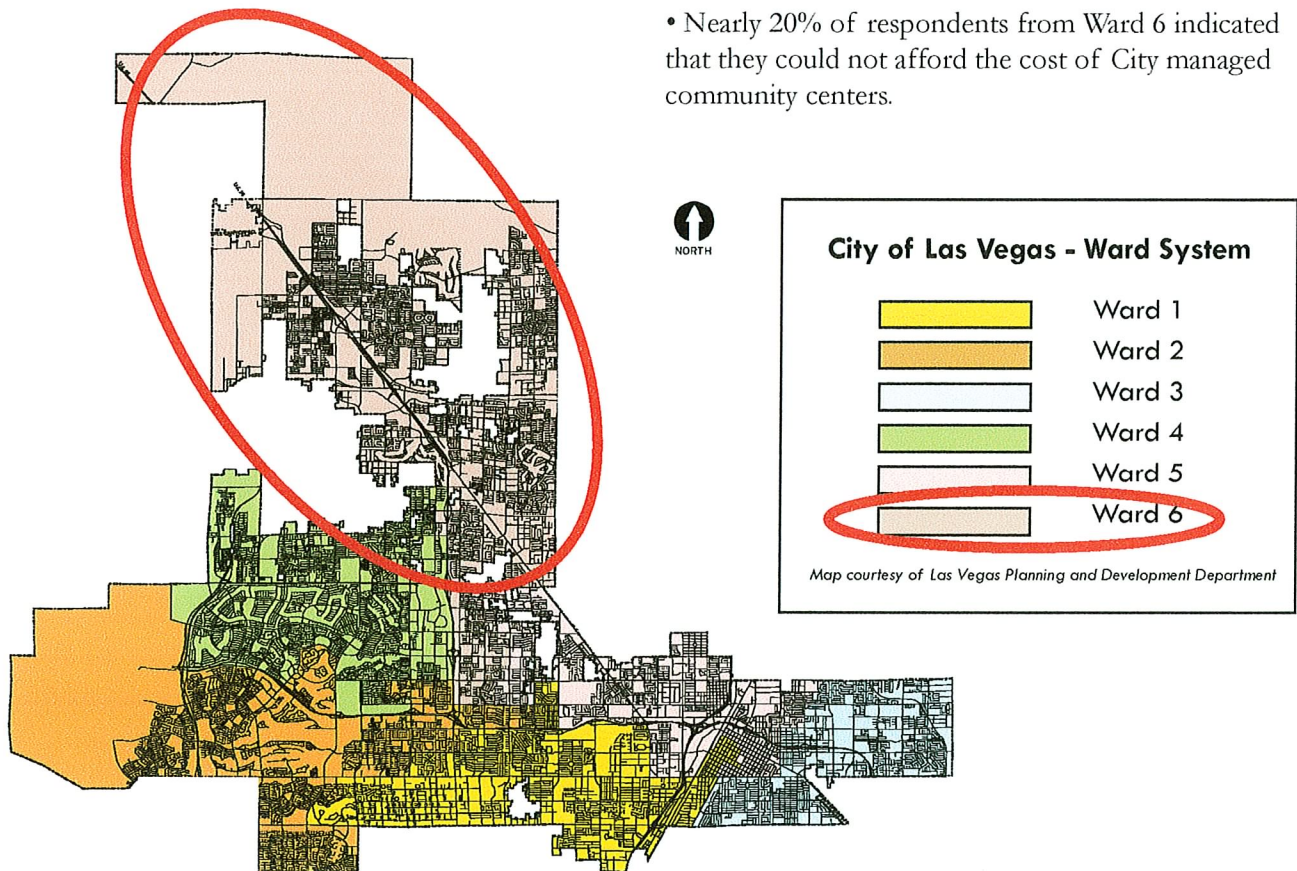 • Nearly 20% of respondents from Ward 6 indicated
that they could not afford the cost of City managed
community centers.
NORTH
City of Las Vegas - Ward System
Ward 1
Ward 2
Ward 3
Ward 4
Ward 5
Ward 6
Map courtesy of Las Vegas Planning and Development Department